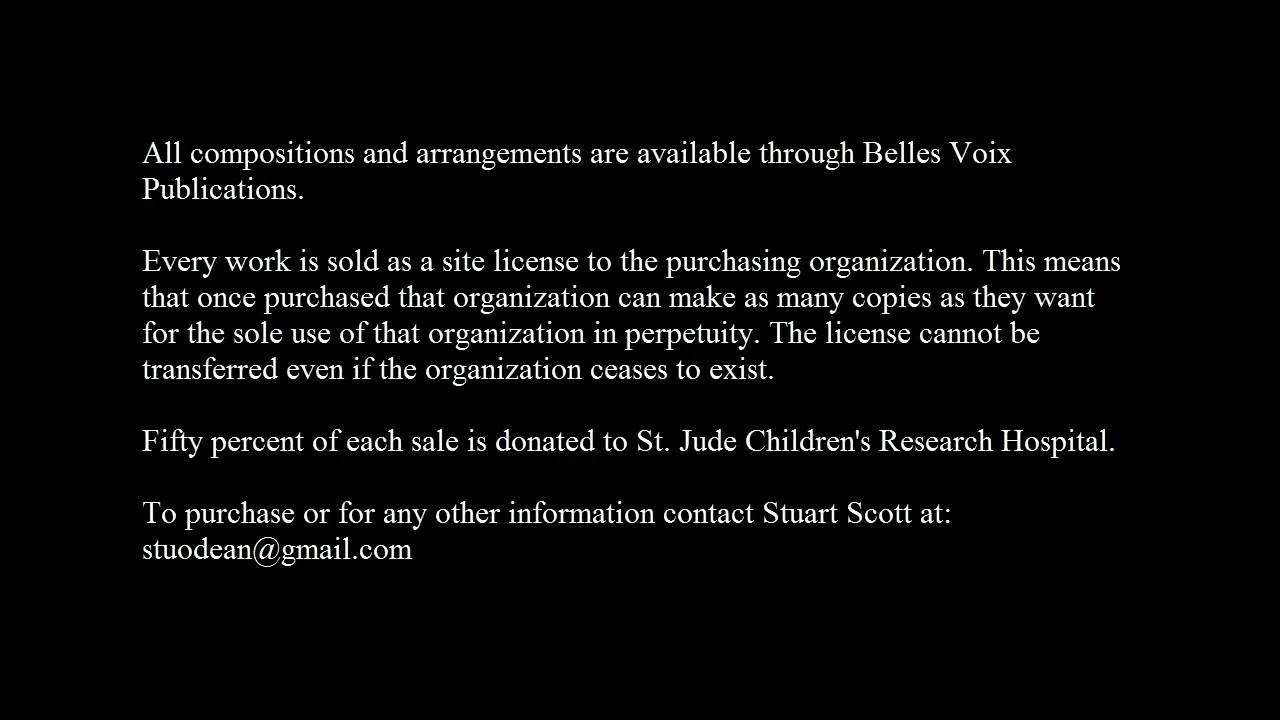 All compositions and arrangements are available through Belles Voix
Publications.
Every work is sold as a site license to the purchasing organization. This means
that once purchased that organization can make as many copies as they want
for the sole use of that organization in perpetuity. The license cannot be
transferred even if the organization ceases to exist.
Fifty percent of each sale is donated to St. Jude Children's Research Hospital.
To purchase or for any other information contact Stuart Scott at:
stuodean@gmail.com